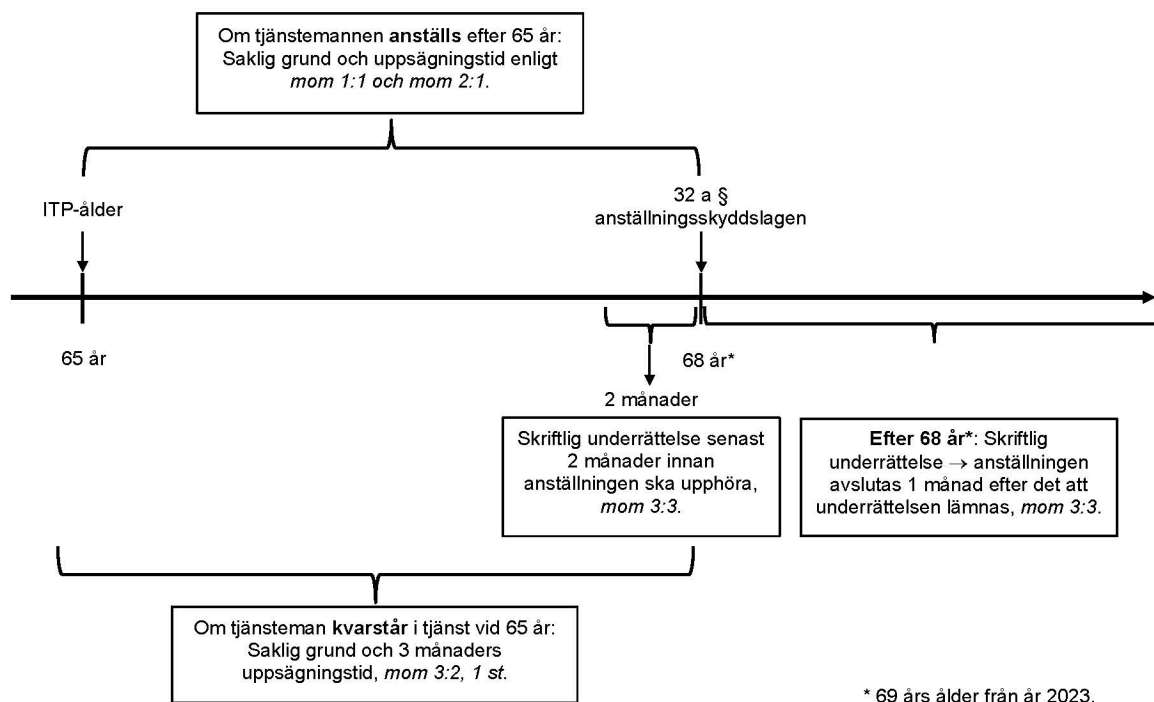 Om tjänstemannen anställs efter 65 år:
Saklig grund och uppsägningstid enligt
mom 1:1 och mom 2:1.
ITP-ålder
32 a §
anställningsskyddslagen
65 år
68 år*
2 månader
Skriftlig underrättelse senast
2 månader innan
anställningen ska upphöra,
mom 3:3.
Efter 68 år*: Skriftlig
underrättelse → anställningen
avslutas 1 månad efter det att
underrättelsen lämnas, mom 3:3.
Om tjänsteman kvarstår i tjänst vid 65 år:
Saklig grund och 3 månaders
uppsägningstid, mom 3:2, 1 st.
* 69 års ålder från år 2023.